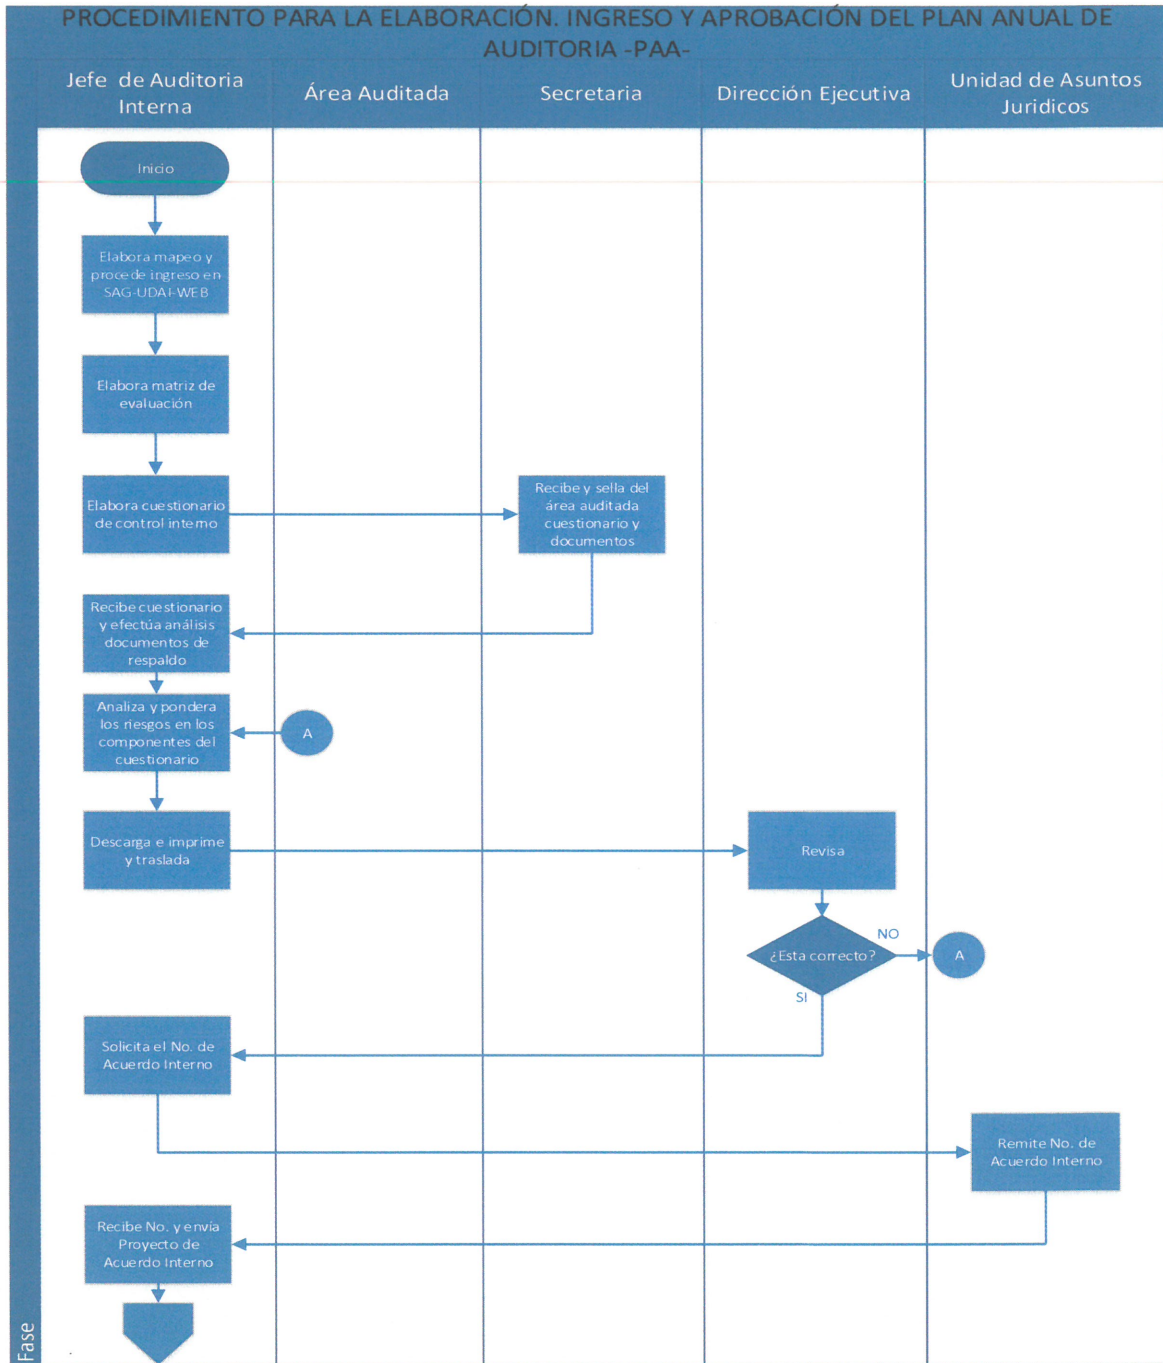 PROCEDIMIENTO PARA LA ELABORACIÓN. INGRESO Y APROBACIÓN DEL PLAN ANUAL DE
AUDITORIA -PAA-
Jefe de Auditoria
Interna
Área Auditada
Secretaria
Dirección Ejecutiva
Unidad de Asuntos
Juridicos
Inicio
Elabora mapeo y
procede ingreso en
SAG-UDAI-WEB
Elabora matriz de
evaluación
Elabora cuestionario
de control interno
Recibe y sella del
área auditada
cuestionario y
documentos
Recibe cuestionario
y efectúa análisis
documentos de
respaldo
Analiza y pondera
los riesgos en los
componentes del
cuestionario
A
Descarga e imprime
y traslada
Revisa
¿Esta correcto?
NO
A
SI
Solicita el No. de
Acuerdo Interno
Remite No. de
Acuerdo Interno
Recibe No. y envía
Proyecto de
Acuerdo Interno
Fase